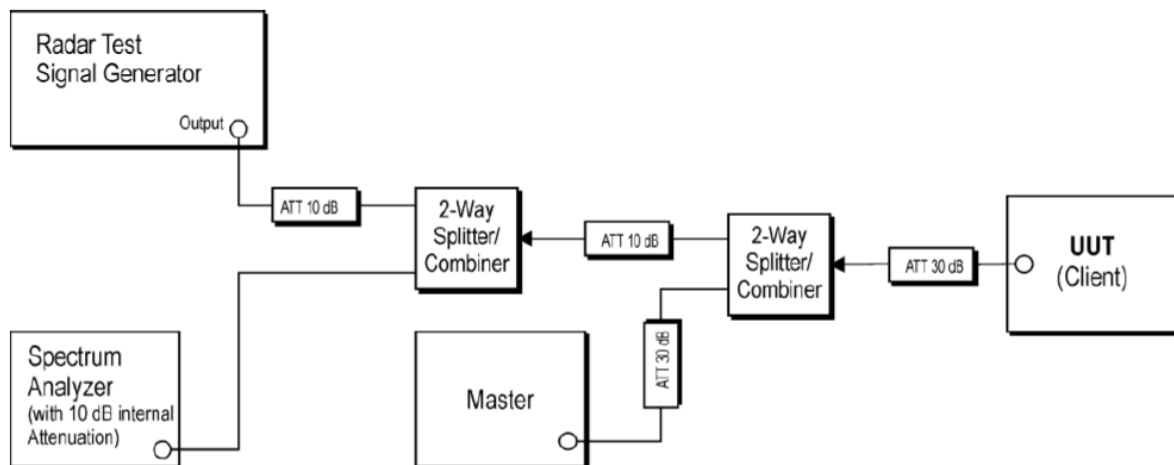 Radar Test
Signal Generator
Output
ATT 10 dB
2-Way
Splitter/
Combiner
ATT 10 dB
2-Way
Splitter/
Combiner
ATT 30 dB
UUT
(Client)
Spectrum
Analyzer
(with 10 dB internal
Attenuation)
Master
ATT 30 dB